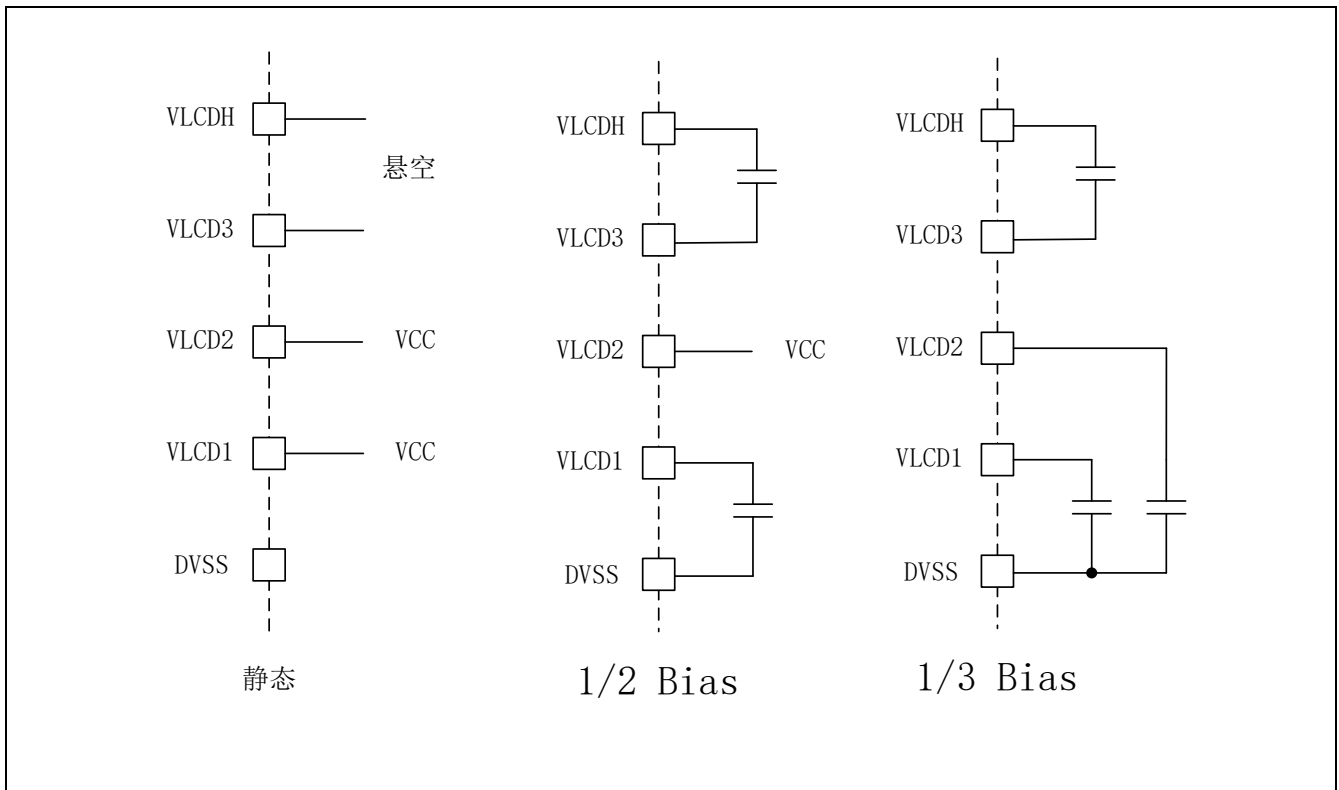 VLCDH
悬空
VLCD3
VLCD2
VCC
VLCD1
VCC
DVSS
静态
VLCDH
VLCD3
VLCD2
VCC
VLCD1
DVSS
1/2 Bias
VLCDH
VLCD3
VLCD2
VLCD1
DVSS
1/3 Bias